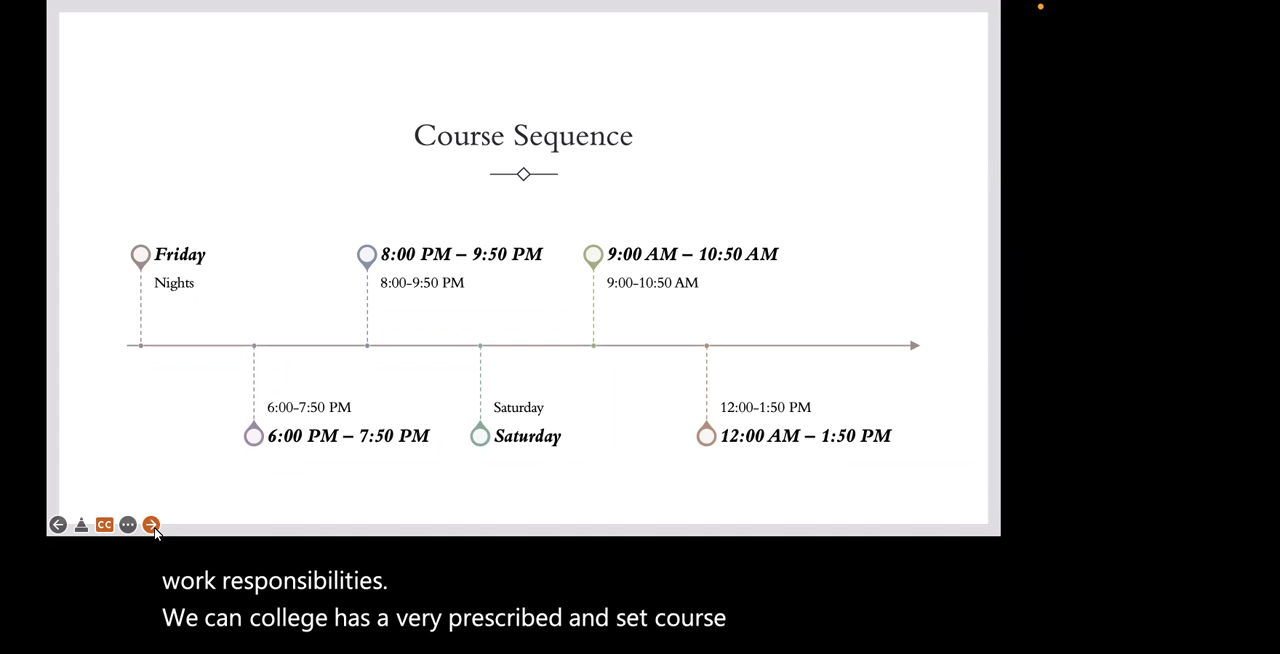 Course Sequence
Friday
Nights
8:00 PM – 9:50 PM
8:00-9:50 PM
9:00 AM – 10:50 AM
9:00-10:50 AM
6:00-7:50 PM
6:00 PM – 7:50 PM
Saturday
Saturday
12:00-1:50 PM
12:00 AM – 1:50 PM
CC
work responsibilities.
We can college has a very prescribed and set course